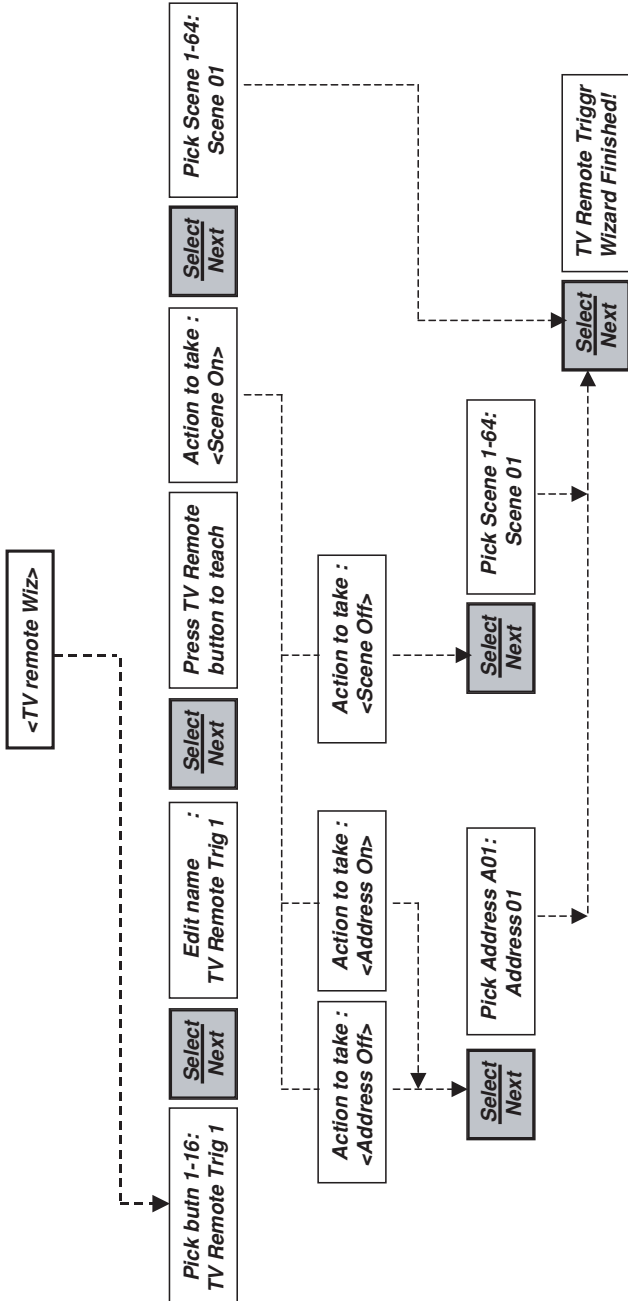 <TV remote Wiz>
Pick butn 1-16:
TV Remote Trig 1
Select
Next
Edit name :
TV Remote Trig 1
Select
Next
Press TV Remote
button to teach
Action to take :
<Scene On>
Select
Next
Pick Scene 1-64:
Scene 01
Action to take :
<Address Off>
Action to take :
<Address On>
Action to take :
<Scene Off>
Select
Next
Pick Address A01:
Address 01
Select
Next
Pick Scene 1-64:
Scene 01
Select
Next
TV Remote Triggr
Wizard Finished!